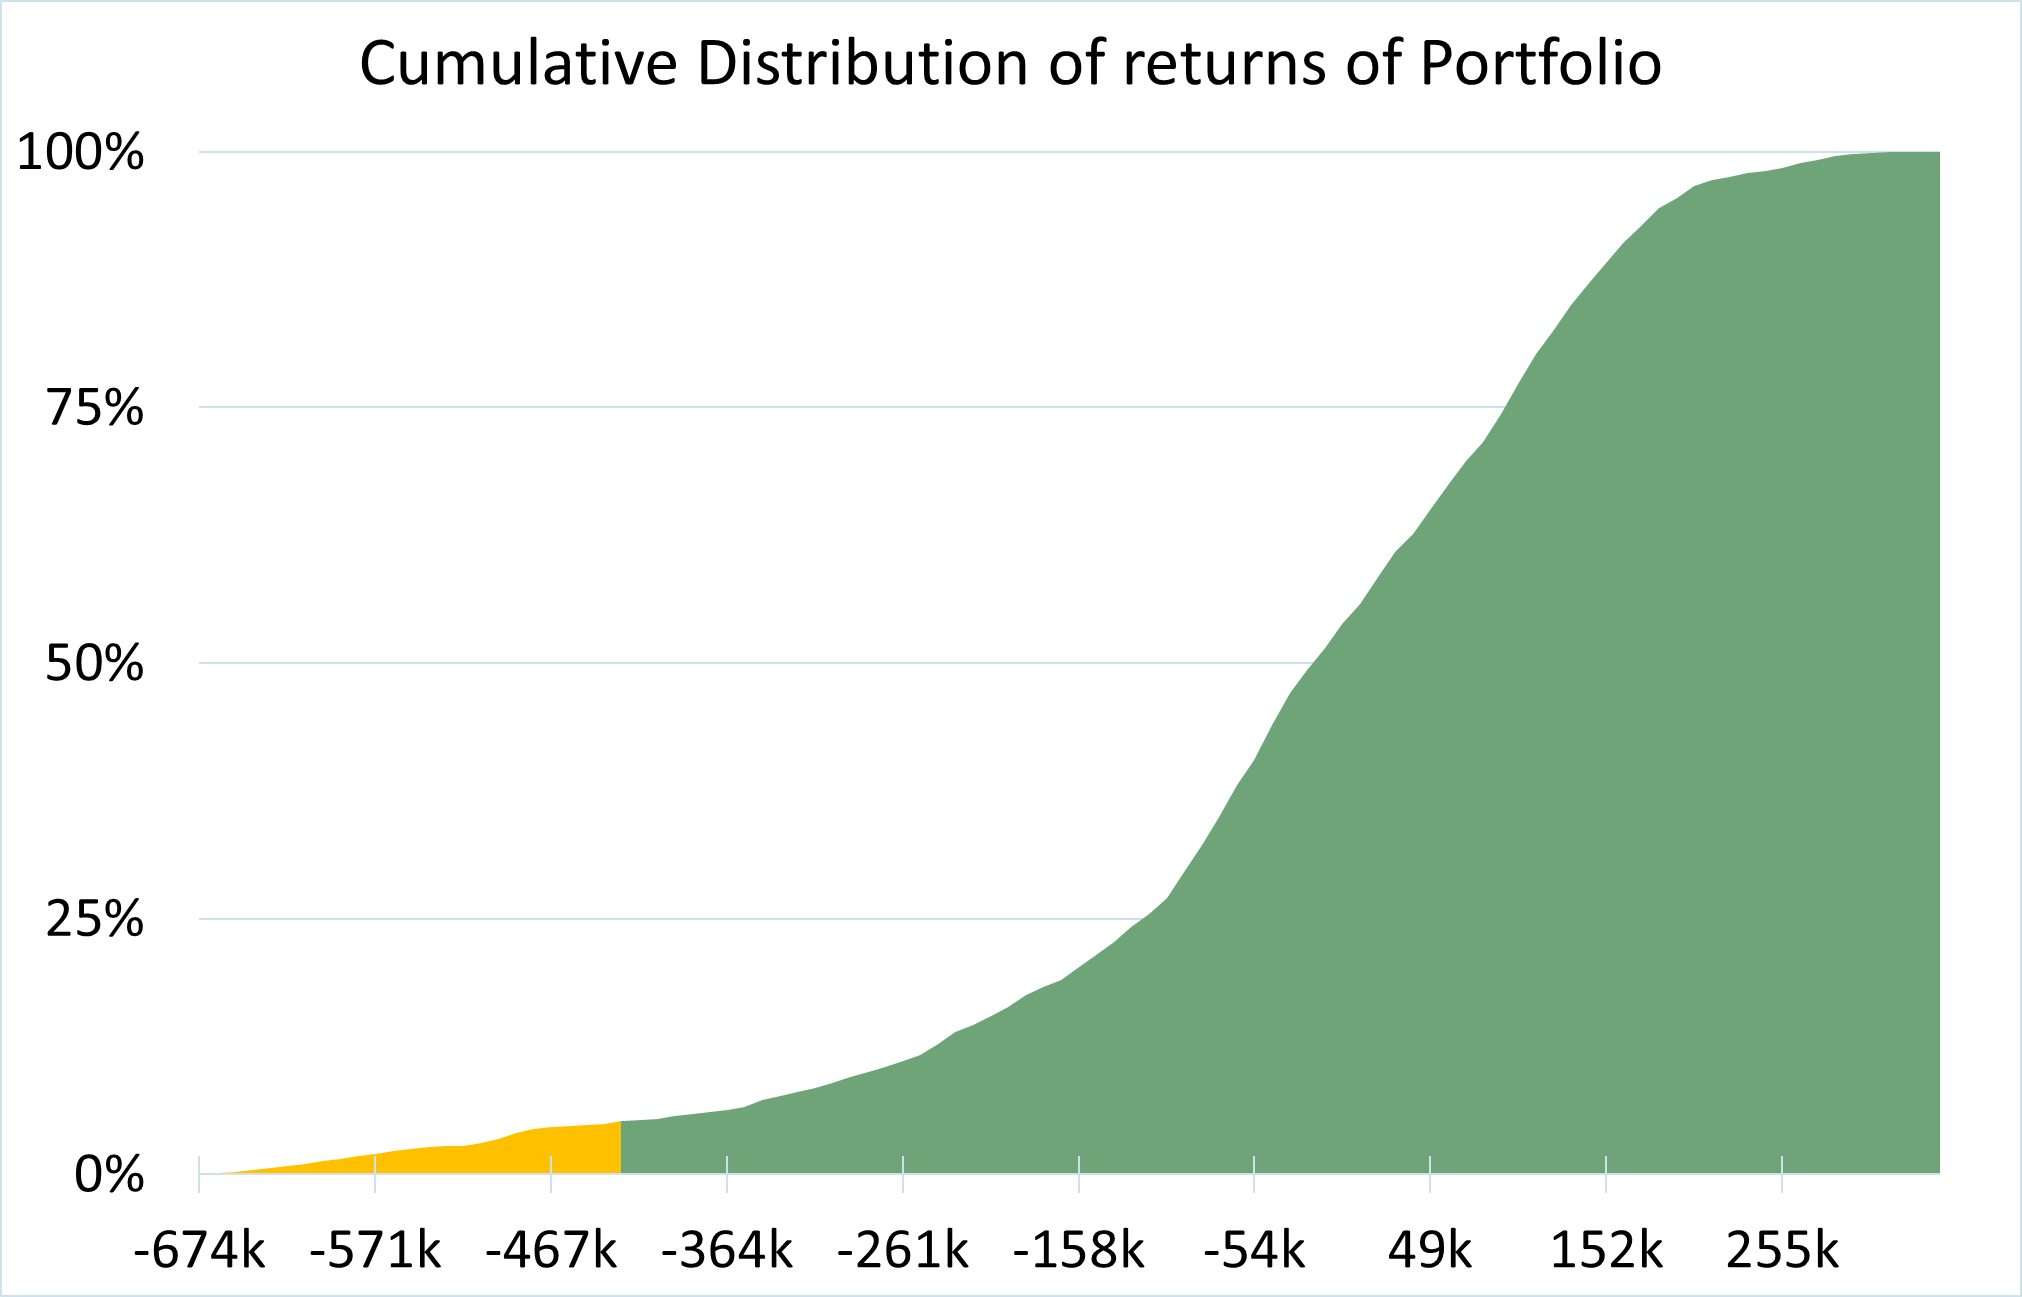 Cumulative Distribution of returns of Portfolio
100%
75%
50%
25%
0%
-674k -571k -467k -364k -261k -158k -54k 49k 152k 255k